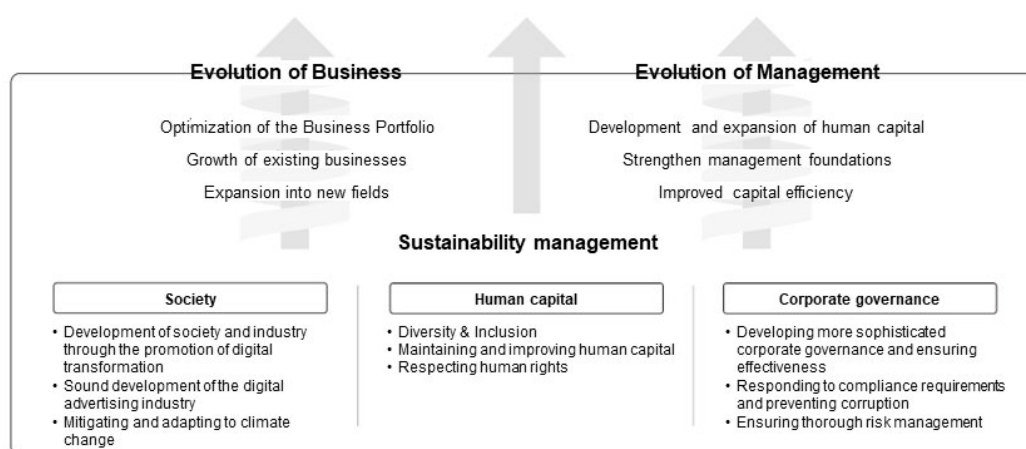 Evolution of Business
Optimization of the Business Portfolio
Growth of existing businesses
Expansion into new fields
Evolution of Management
Development and expansion of human capital
Strengthen management foundations
Improved capital efficiency
Sustainability management
Society
• Development of society and industry
through the promotion of digital
transformation
• Sound development of the digital
advertising industry
• Mitigating and adapting to climate
change
Human capital
• Diversity & Inclusion
• Maintaining and improving human capital
• Respecting human rights
Corporate governance
• Developing more sophisticated
corporate governance and ensuring
effectiveness
• Responding to compliance requirements
and preventing corruption
• Ensuring thorough risk management